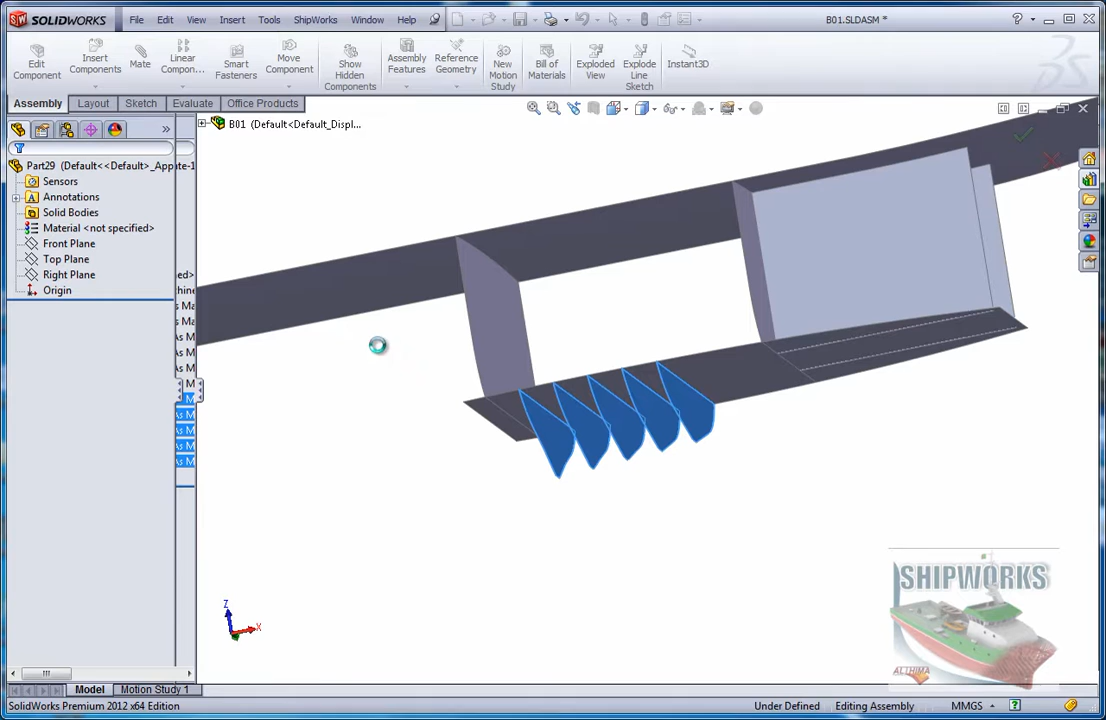 SOLIDWORKS File Edit View Insert Tools ShipWorks Window Help B01.SLDASM *
Edit Component
Insert Components
Mate
Linear Compon...
Smart Fasteners
Move Component
Show Hidden Components
Assembly Features
Reference Geometry
New Motion Study
Bill of Materials
Exploded View
Explode Line Sketch
Instant3D
Assembly Layout Sketch Evaluate Office Products
B01 (Default<Default_Displ...
Part29 (Default<<Default>_Appate-1
Sensors
Annotations
Solid Bodies
Material <not specified>
Front Plane
Top Plane
Right Plane
Origin
Z
X
SHIPWORKS
ALTHIMA
Model Motion Study 1
SolidWorks Premium 2012 x64 Edition Under Defined Editing Assembly MMGS